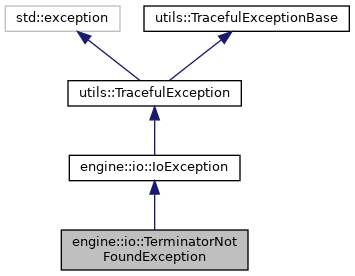 std::exception
utils::TracefulExceptionBase
utils::TracefulException
engine::io::IoException
engine::io::TerminatorNot
FoundException